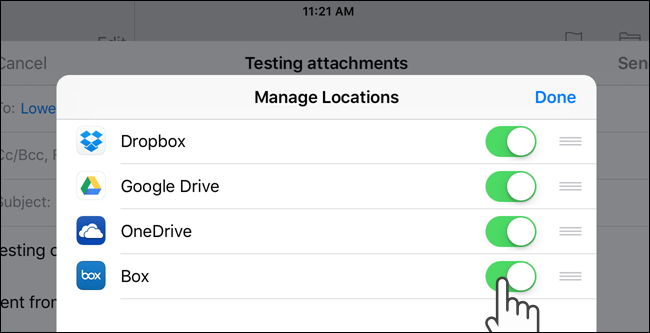 11:21 AM
Edit
Cancel
Testing attachments
Sen
Manage Locations
Done
To: Lowe
Cc/Bcc, F
Subject:
esting
ent from
Dropbox
Google Drive
OneDrive
box
Box